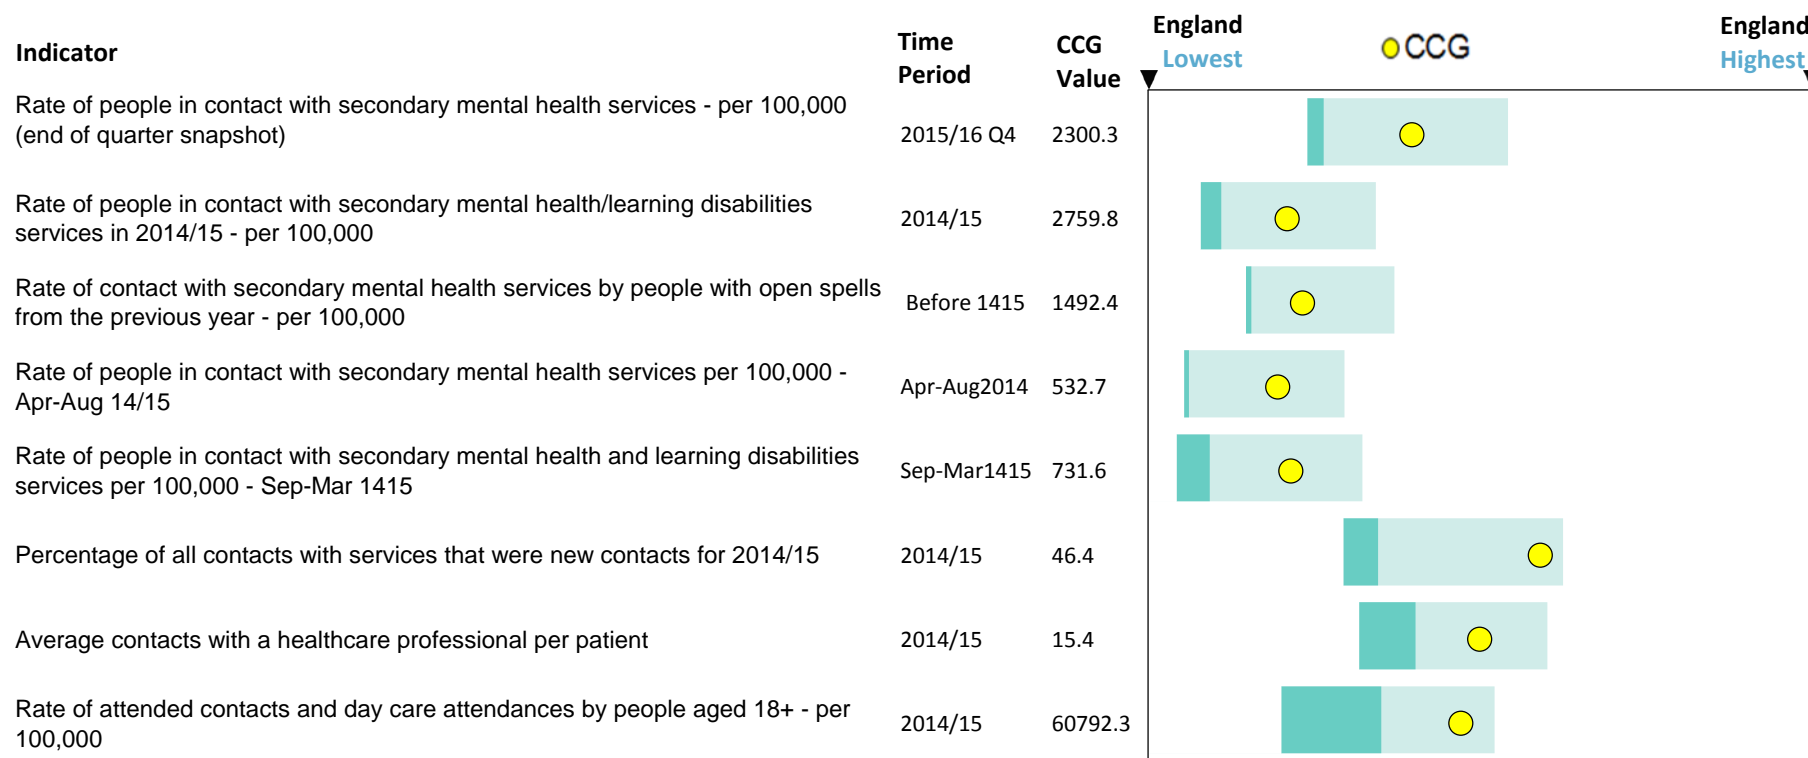 Indicator
Time
Period
CCG
Value
England
Lowest
CCG
England
Highest
Rate of people in contact with secondary mental health services - per 100,000
(end of quarter snapshot)
2015/16 Q4
2300.3
Rate of people in contact with secondary mental health/learning disabilities
services in 2014/15 - per 100,000
2014/15
2759.8
Rate of contact with secondary mental health services by people with open spells
from the previous year - per 100,000
Before 1415
1492.4
Rate of people in contact with secondary mental health services per 100,000 -
Apr-Aug 14/15
Apr-Aug2014
532.7
Rate of people in contact with secondary mental health and learning disabilities
services per 100,000 - Sep-Mar 1415
Sep-Mar1415
731.6
Percentage of all contacts with services that were new contacts for 2014/15
2014/15
46.4
Average contacts with a healthcare professional per patient
2014/15
15.4
Rate of attended contacts and day care attendances by people aged 18+ - per
100,000
2014/15
60792.3